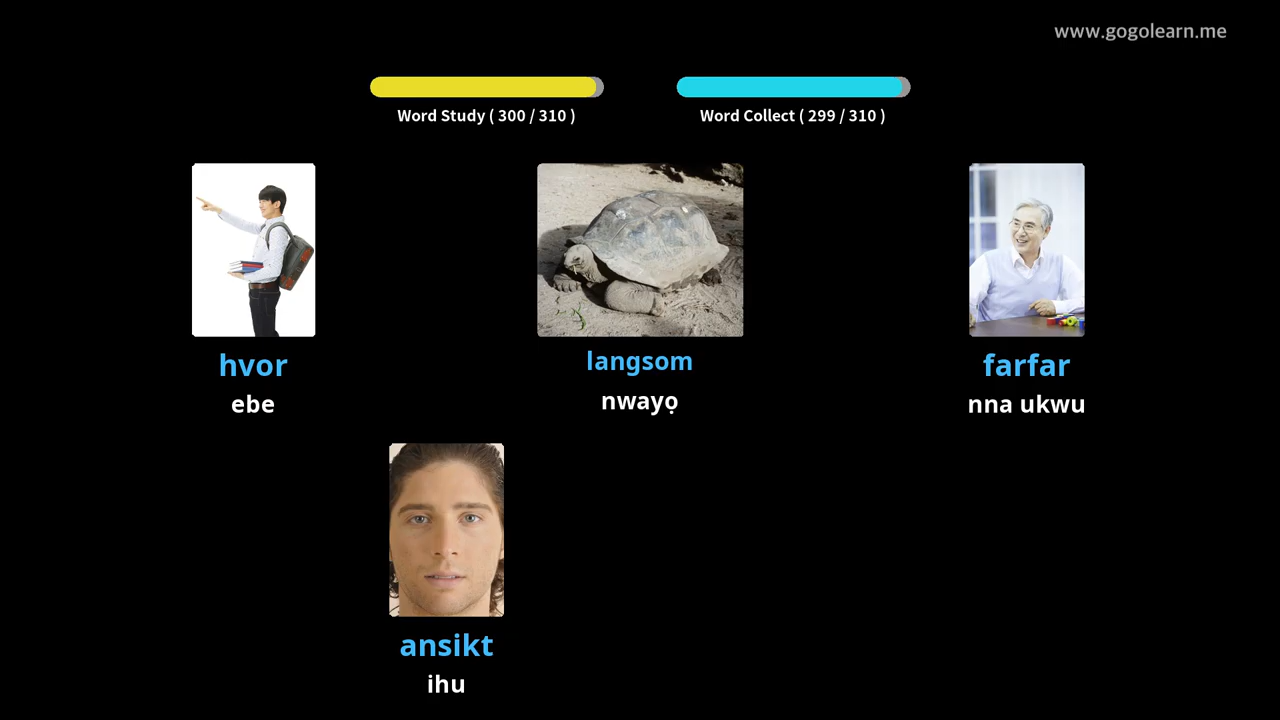 www.gogolearn.me
Word Study ( 300 / 310 )
Word Collect ( 299 / 310 )
hvor
ebe
langsom
nwayọ
farfar
nna ukwu
ansikt
ihu